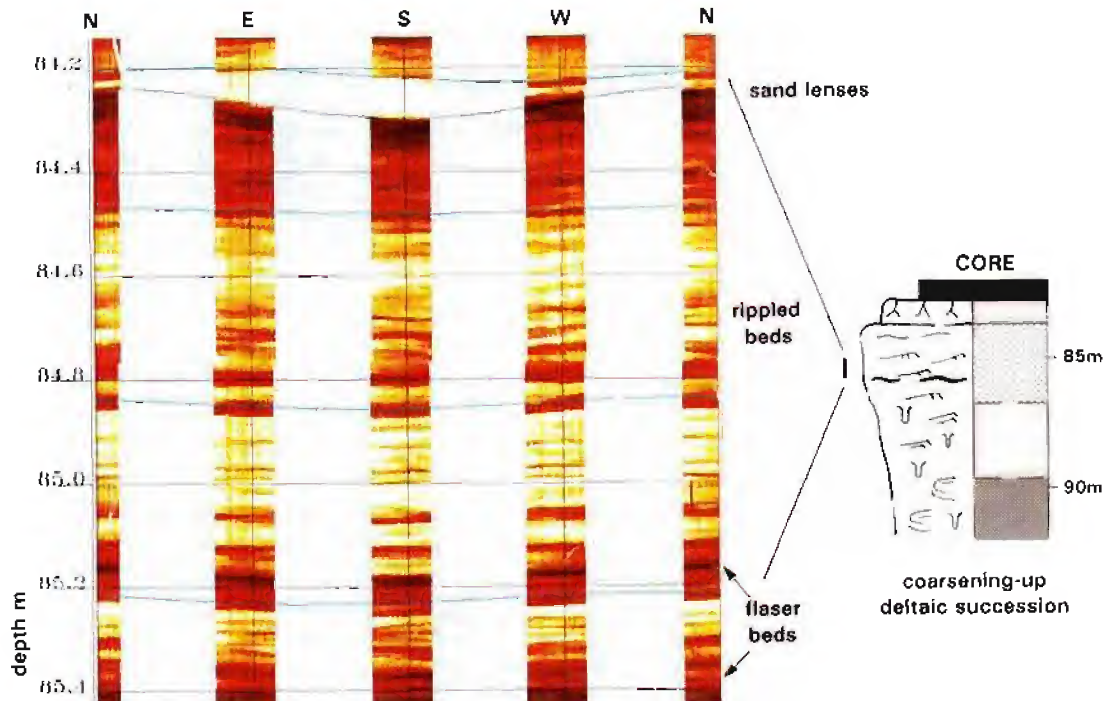 N E S W N
84.2
sand lenses
84.4
84.6
CORE
rippled
beds
85m
84.8
85.0
90m
85.2
flaser
beds
coarsening-up
deltaic succession
depth m
85.4